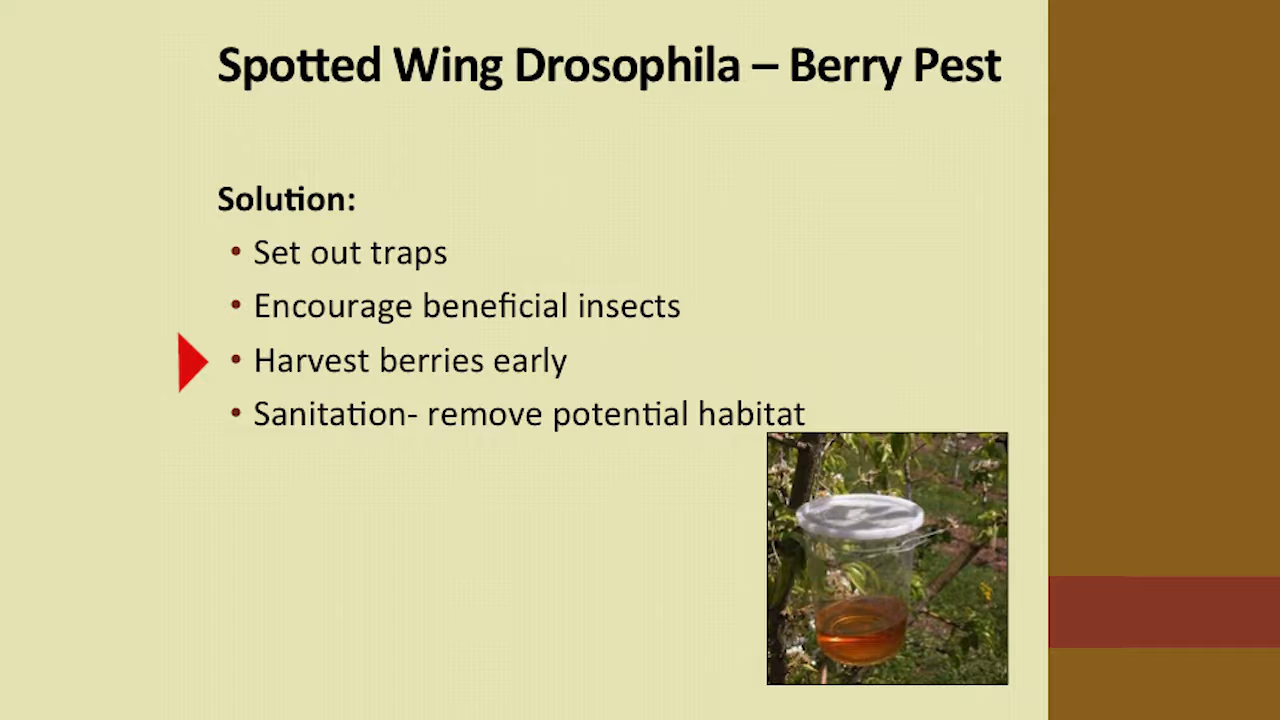 Spotted Wing Drosophila – Berry Pest
Solution:
• Set out traps
• Encourage beneficial insects
• Harvest berries early
• Sanitation- remove potential habitat